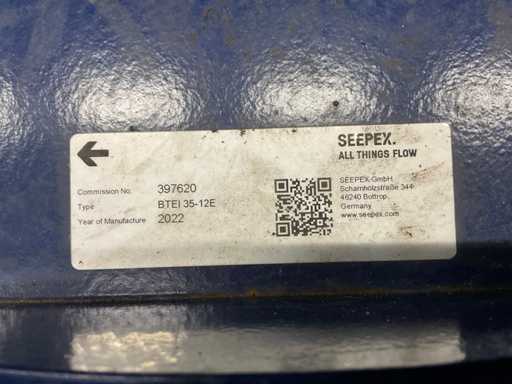 SEEPEX.
ALL THINGS FLOW
Commission No. 397620
Type BTEI 35-12E
Year of Manufacture 2022
SEEPEX GmbH
Scharnhölzstraße 344
46240 Bottrop
Germany
www.seepex.com